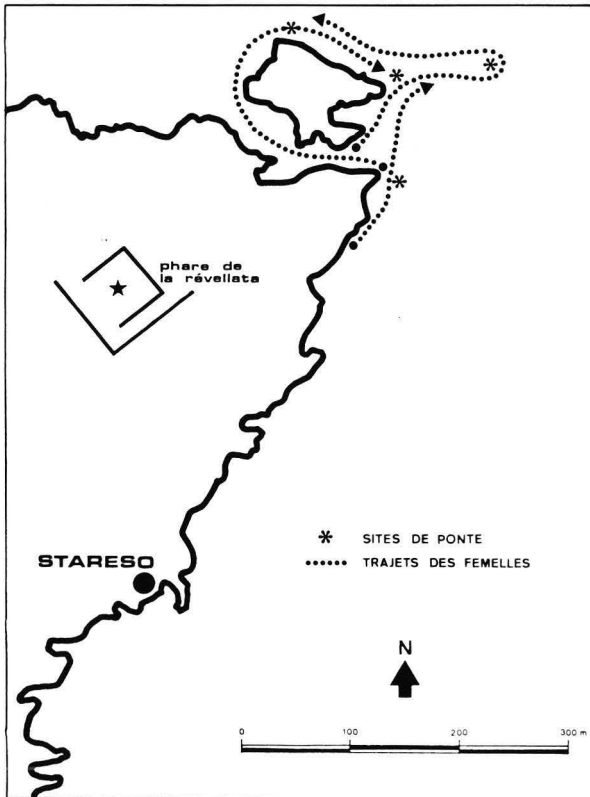 phare de
la révellata
SITES DE PONTE
TRAJETS DES FEMELLES
STARESO
N
0 100 200 300 m